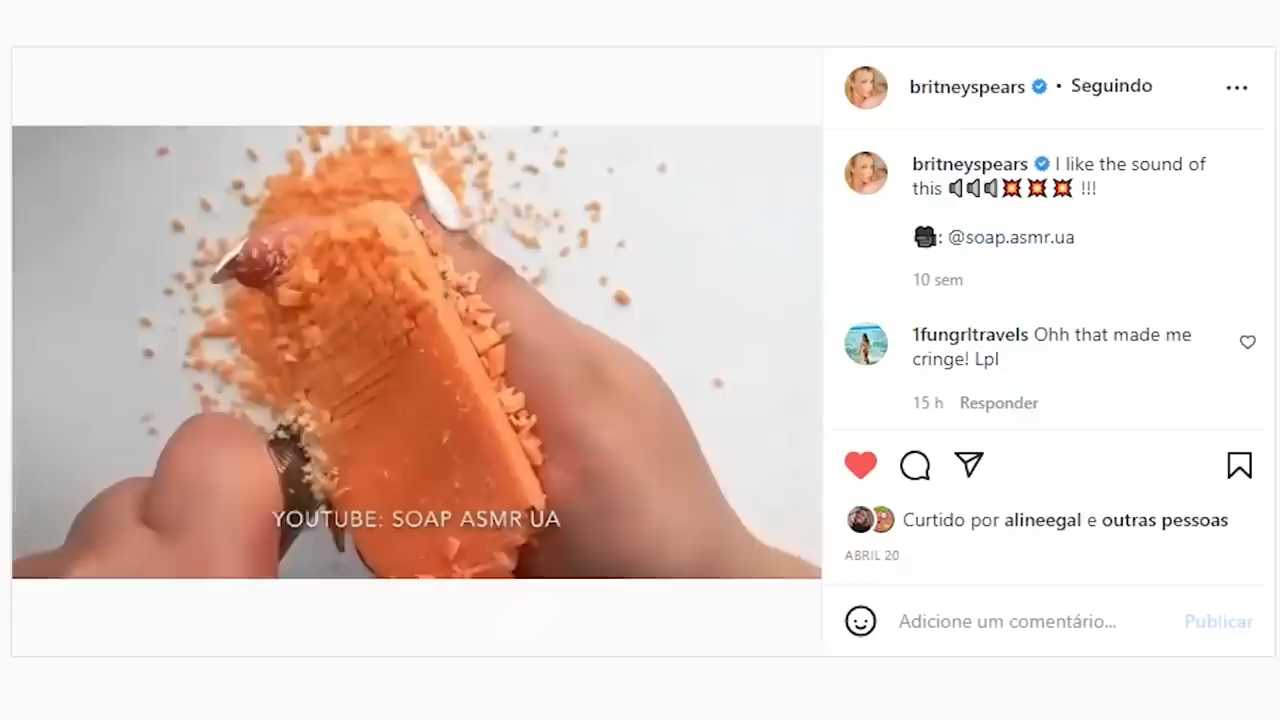 britneyspears • Seguindo
britneyspears I like the sound of
this 🔈🔈🔈💥💥💥 !!!
🎥: @soap.asmr.ua
10 sem
1fungrltravels Ohh that made me
cringe! Lpl
15 h Responder
YOUTUBE: SOAP ASMR UA
Curtido por alineegal e outras pessoas
ABRIL 20
Adicione um comentário... Publicar